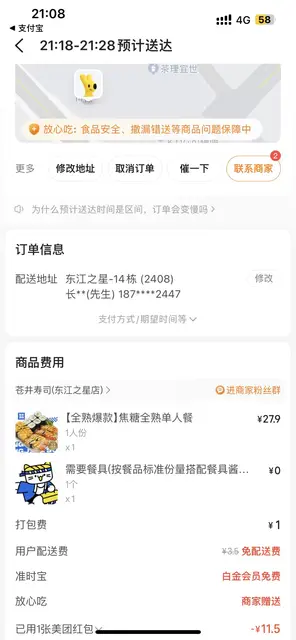 21:08
4G 58
支付宝
21:18-21:28预计送达
茶理宜世
放心吃：食品安全、撒漏错送等商品问题保障中
更多 修改地址 取消订单 催一下 联系商家 2
为什么预计送达时间是区间，订单会变慢吗 >
订单信息
配送地址 东江之星-14栋 (2408) 修改
长**(先生) 187****2447
支付方式/期望时间等
商品费用
苍井寿司(东江之星店) > 进商家粉丝群
【全熟爆款】焦糖全熟单人餐 ¥27.9
1人份
x1
需要餐具(按餐品标准份量搭配餐具酱... ¥0
1个
x1
打包费 ¥1
用户配送费 ¥3.5 免配送费
准时宝 白金会员免费
放心吃 商家赠送
已用1张美团红包 -¥11.5